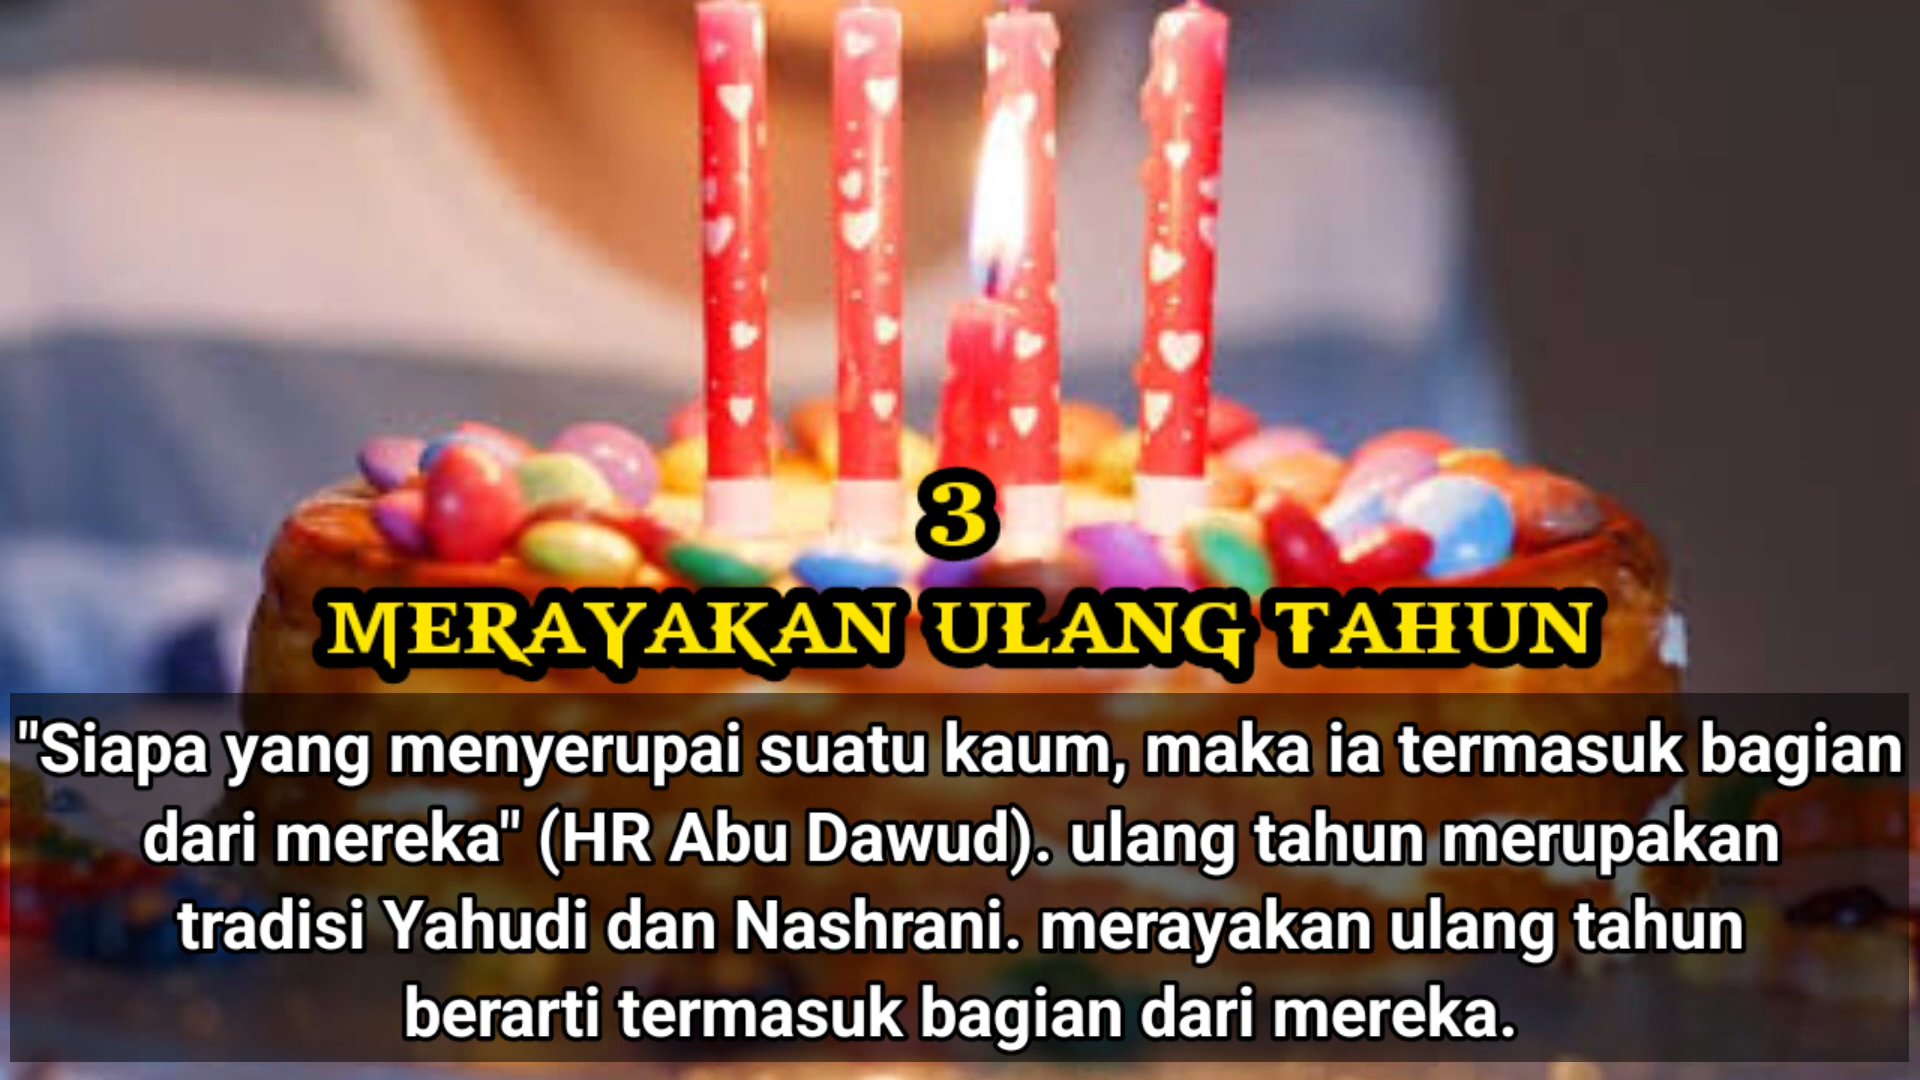 3
MERAYAKAN ULANG TAHUN
"Siapa yang menyerupai suatu kaum, maka ia termasuk bagian
dari mereka" (HR Abu Dawud). ulang tahun merupakan
tradisi Yahudi dan Nashrani. merayakan ulang tahun
berarti termasuk bagian dari mereka.